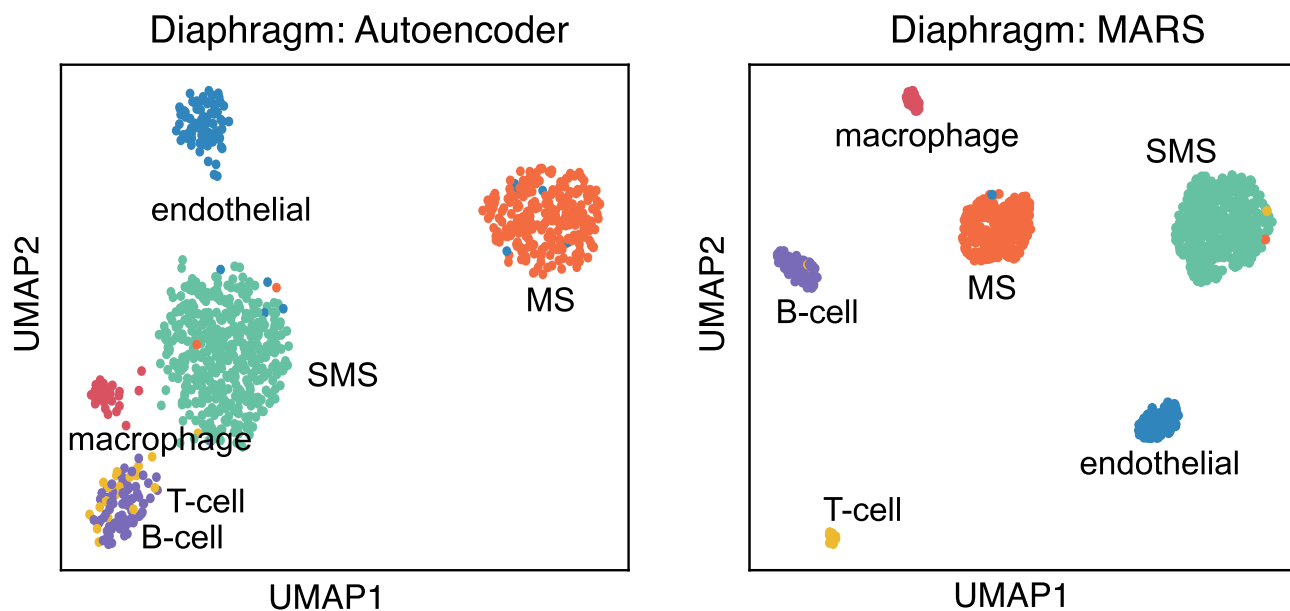 Diaphragm: Autoencoder
endothelial
MS
SMS
macrophage
T-cell
B-cell
UMAP2
UMAP1
Diaphragm: MARS
macrophage
SMS
MS
B-cell
endothelial
T-cell
UMAP2
UMAP1